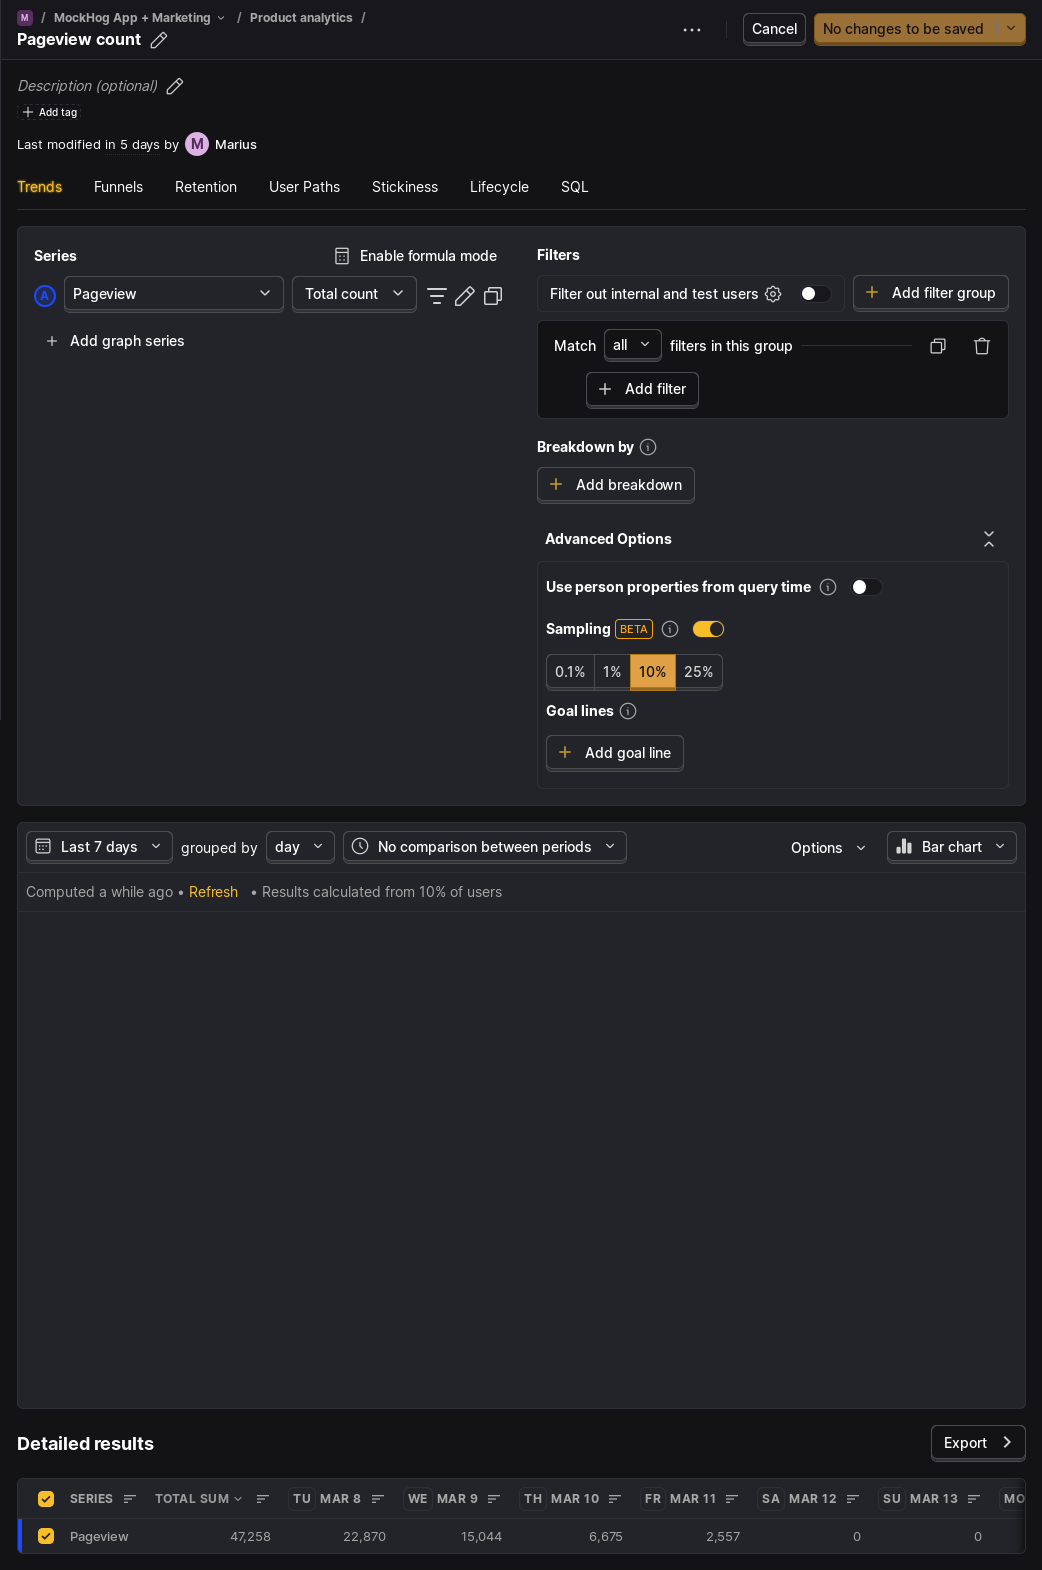 M / MockHog App + Marketing / Product analytics /
Pageview count
Cancel
No changes to be saved
Description (optional)
Add tag
Last modified in 5 days by M Marius
Trends Funnels Retention User Paths Stickiness Lifecycle SQL
Series
Enable formula mode
A Pageview Total count
Add graph series
Filters
Filter out internal and test users
Add filter group
Match all filters in this group
Add filter
Breakdown by
Add breakdown
Advanced Options
Use person properties from query time
Sampling BETA
0.1% 1% 10% 25%
Goal lines
Add goal line
Last 7 days grouped by day No comparison between periods Options Bar chart
Computed a while ago • Refresh • Results calculated from 10% of users
Detailed results
Export
SERIES TOTAL SUM TU MAR 8 WE MAR 9 TH MAR 10 FR MAR 11 SA MAR 12 SU MAR 13 MO
Pageview 47,258 22,870 15,044 6,675 2,557 0 0